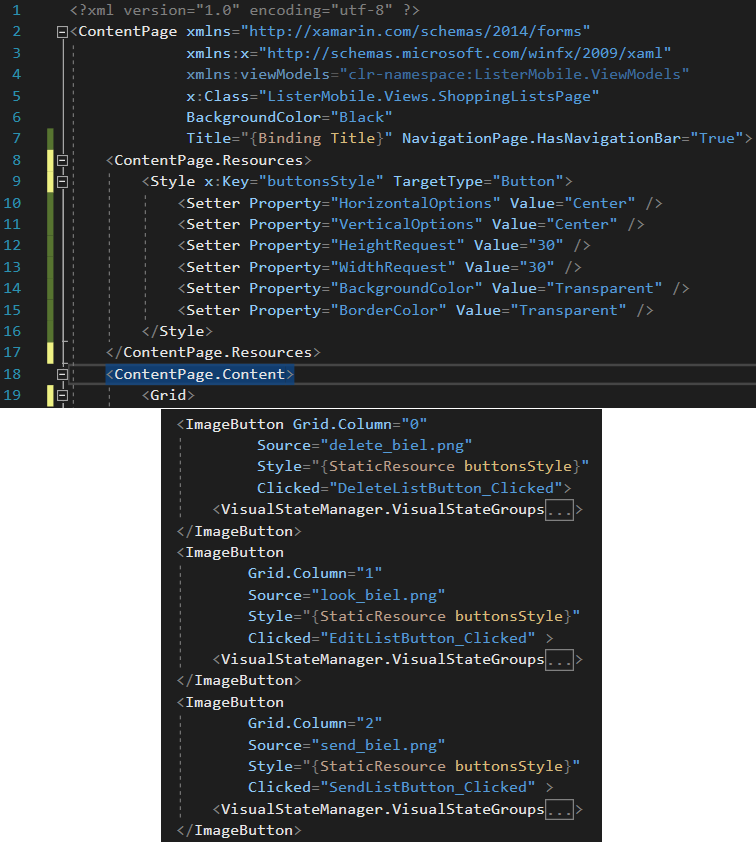 1 <?xml version="1.0" encoding="utf-8" ?>
2 <ContentPage xmlns="http://xamarin.com/schemas/2014/forms"
3 xmlns:x="http://schemas.microsoft.com/winfx/2009/xaml"
4 xmlns:viewModels="clr-namespace:ListerMobile.ViewModels"
5 x:Class="ListerMobile.Views.ShoppingListsPage"
6 BackgroundColor="Black"
7 Title="{Binding Title}" NavigationPage.HasNavigationBar="True">
8 <ContentPage.Resources>
9 <Style x:Key="buttonsStyle" TargetType="Button">
10 <Setter Property="HorizontalOptions" Value="Center" />
11 <Setter Property="VerticalOptions" Value="Center" />
12 <Setter Property="HeightRequest" Value="30" />
13 <Setter Property="WidthRequest" Value="30" />
14 <Setter Property="BackgroundColor" Value="Transparent" />
15 <Setter Property="BorderColor" Value="Transparent" />
16 </Style>
17 </ContentPage.Resources>
18 <ContentPage.Content>
19 <Grid>
<ImageButton Grid.Column="0"
Source="delete_biel.png"
Style="{StaticResource buttonsStyle}"
Clicked="DeleteListButton_Clicked">
<VisualStateManager.VisualStateGroups...>
</ImageButton>
<ImageButton
Grid.Column="1"
Source="look_biel.png"
Style="{StaticResource buttonsStyle}"
Clicked="EditListButton_Clicked" >
<VisualStateManager.VisualStateGroups...>
</ImageButton>
<ImageButton
Grid.Column="2"
Source="send_biel.png"
Style="{StaticResource buttonsStyle}"
Clicked="SendListButton_Clicked" >
<VisualStateManager.VisualStateGroups...>
</ImageButton>